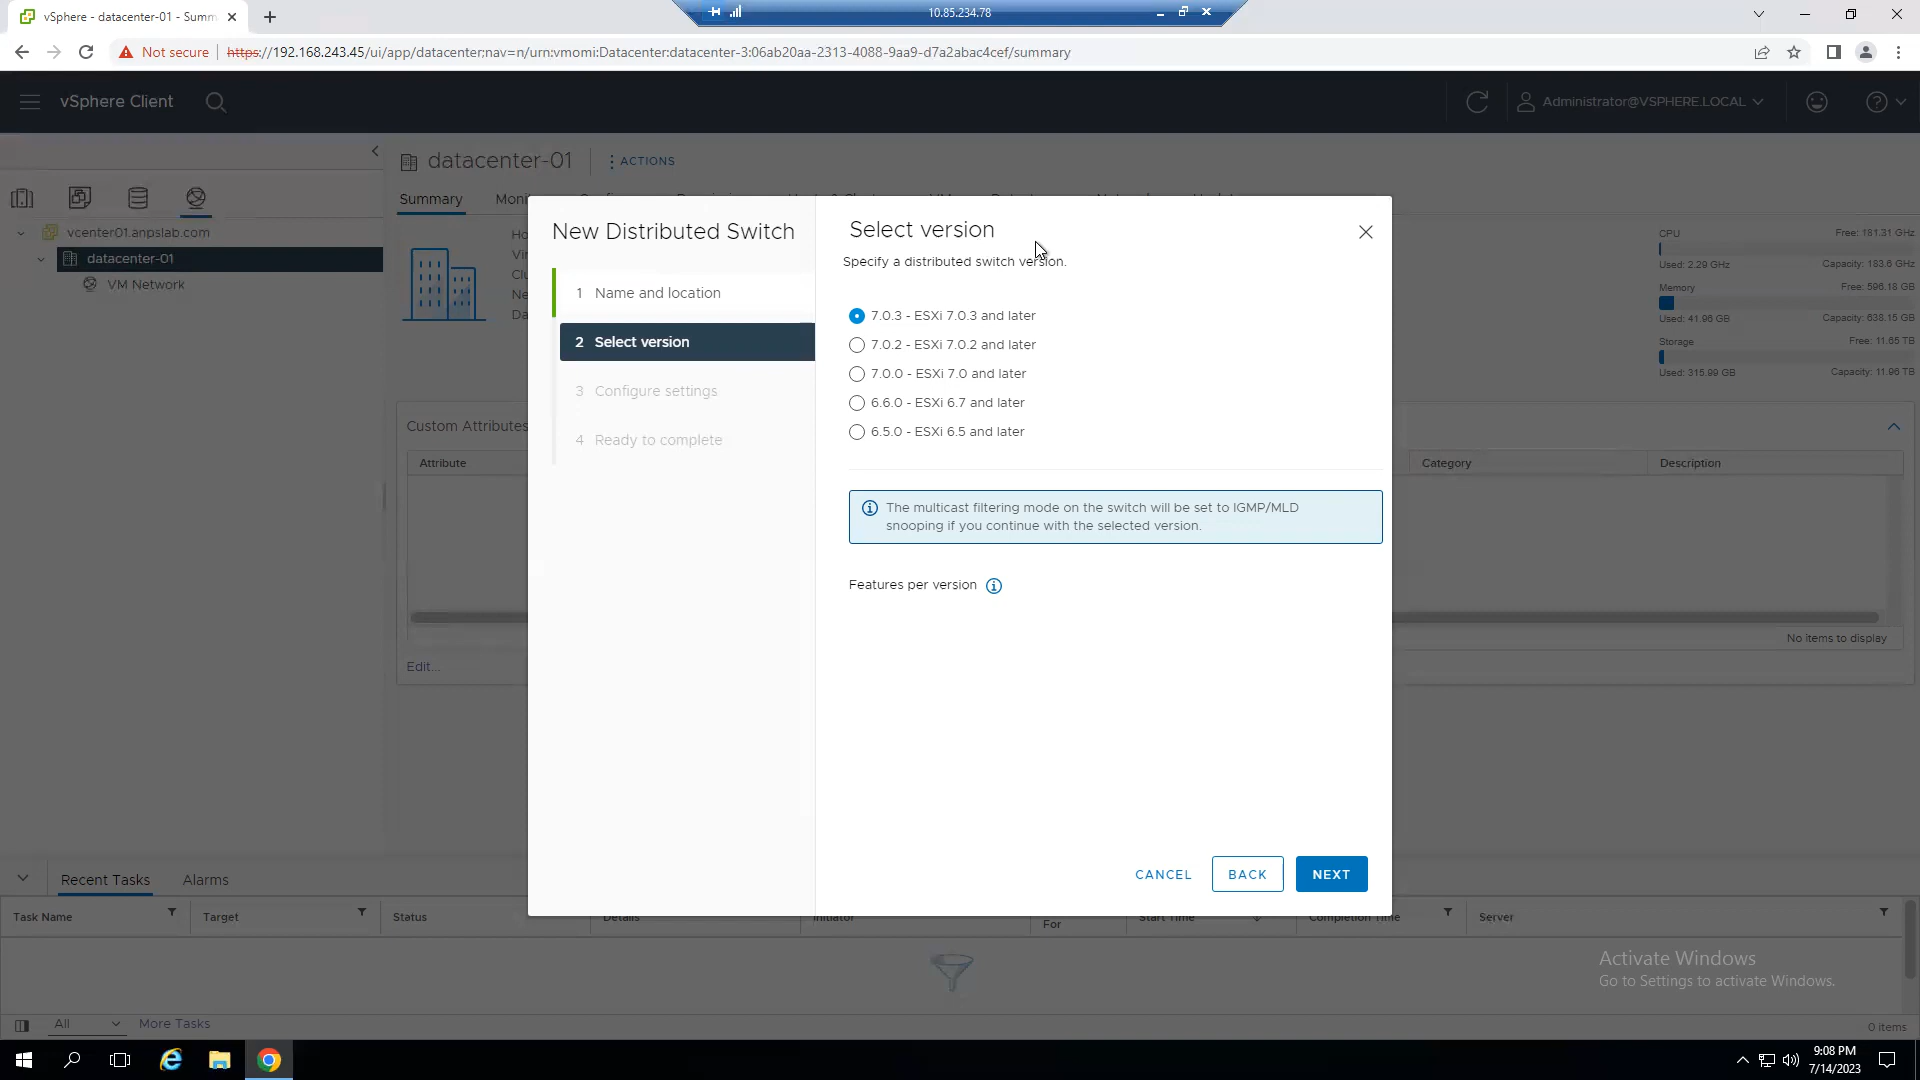 vSphere - datacenter-01 - Summ
10.85.234.78
Not secure
https://192.168.243.45/ui/app/datacenter;nav=n/urn:vmomi:Datacenter:datacenter-3:06ab20aa-2313-4088-9aa9-d7a2abac4cef/summary
vSphere Client
Administrator@VSPHERE.LOCAL
datacenter-01
ACTIONS
Summary
vcenter01.anpslab.com
datacenter-01
VM Network
CPU
Free: 181.31 GHz
Used: 2.29 GHz
Capacity: 183.6 GHz
Memory
Free: 596.18 GB
Used: 41.96 GB
Capacity: 638.15 GB
Storage
Free: 11.65 TB
Used: 315.99 GB
Capacity: 11.96 TB
New Distributed Switch
1 Name and location
2 Select version
3 Configure settings
4 Ready to complete
Select version
Specify a distributed switch version.
7.0.3 - ESXi 7.0.3 and later
7.0.2 - ESXi 7.0.2 and later
7.0.0 - ESXi 7.0 and later
6.6.0 - ESXi 6.7 and later
6.5.0 - ESXi 6.5 and later
The multicast filtering mode on the switch will be set to IGMP/MLD
snooping if you continue with the selected version.
Features per version
CANCEL
BACK
NEXT
Custom Attributes
Attribute
Category
Description
No items to display
Edit...
Recent Tasks
Alarms
Task Name
Target
Status
Details
Initiator
For
Start Time
Completion Time
Server
Activate Windows
Go to Settings to activate Windows.
All
More Tasks
0 items
9:08 PM
7/14/2023